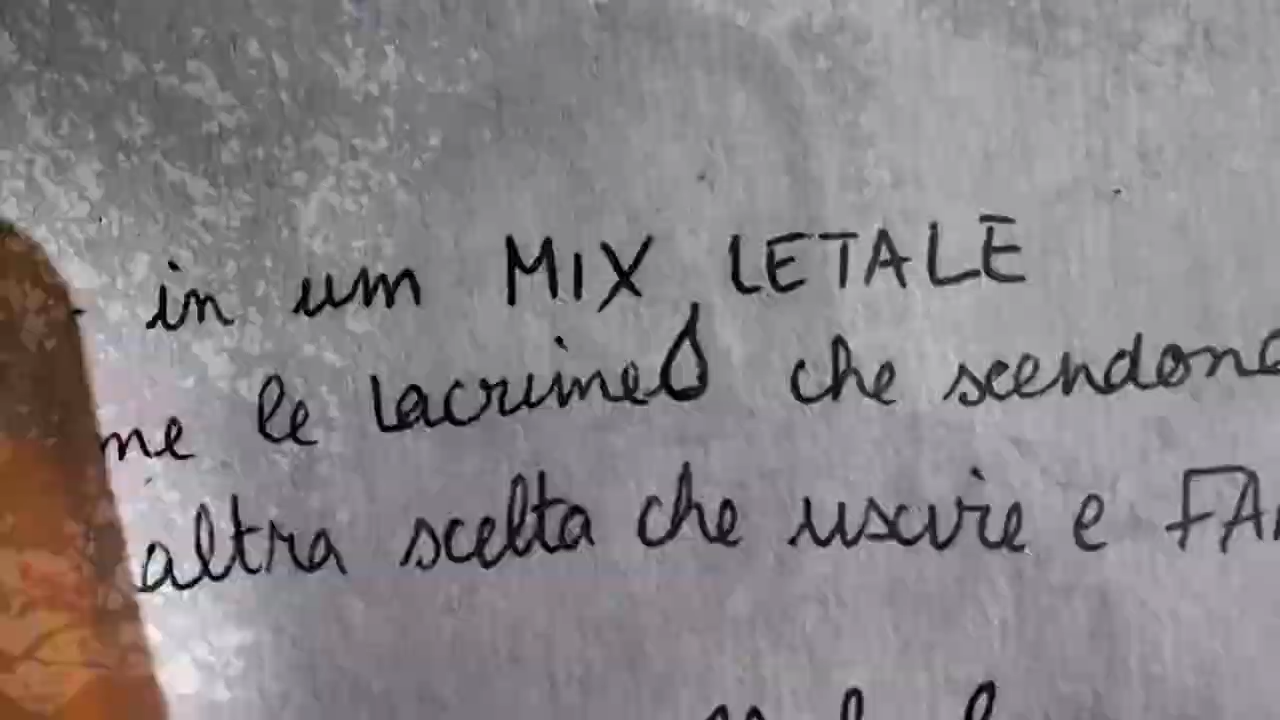 in un MIX LETALE
me le lacrime che scendono
altra scelta che uscire e